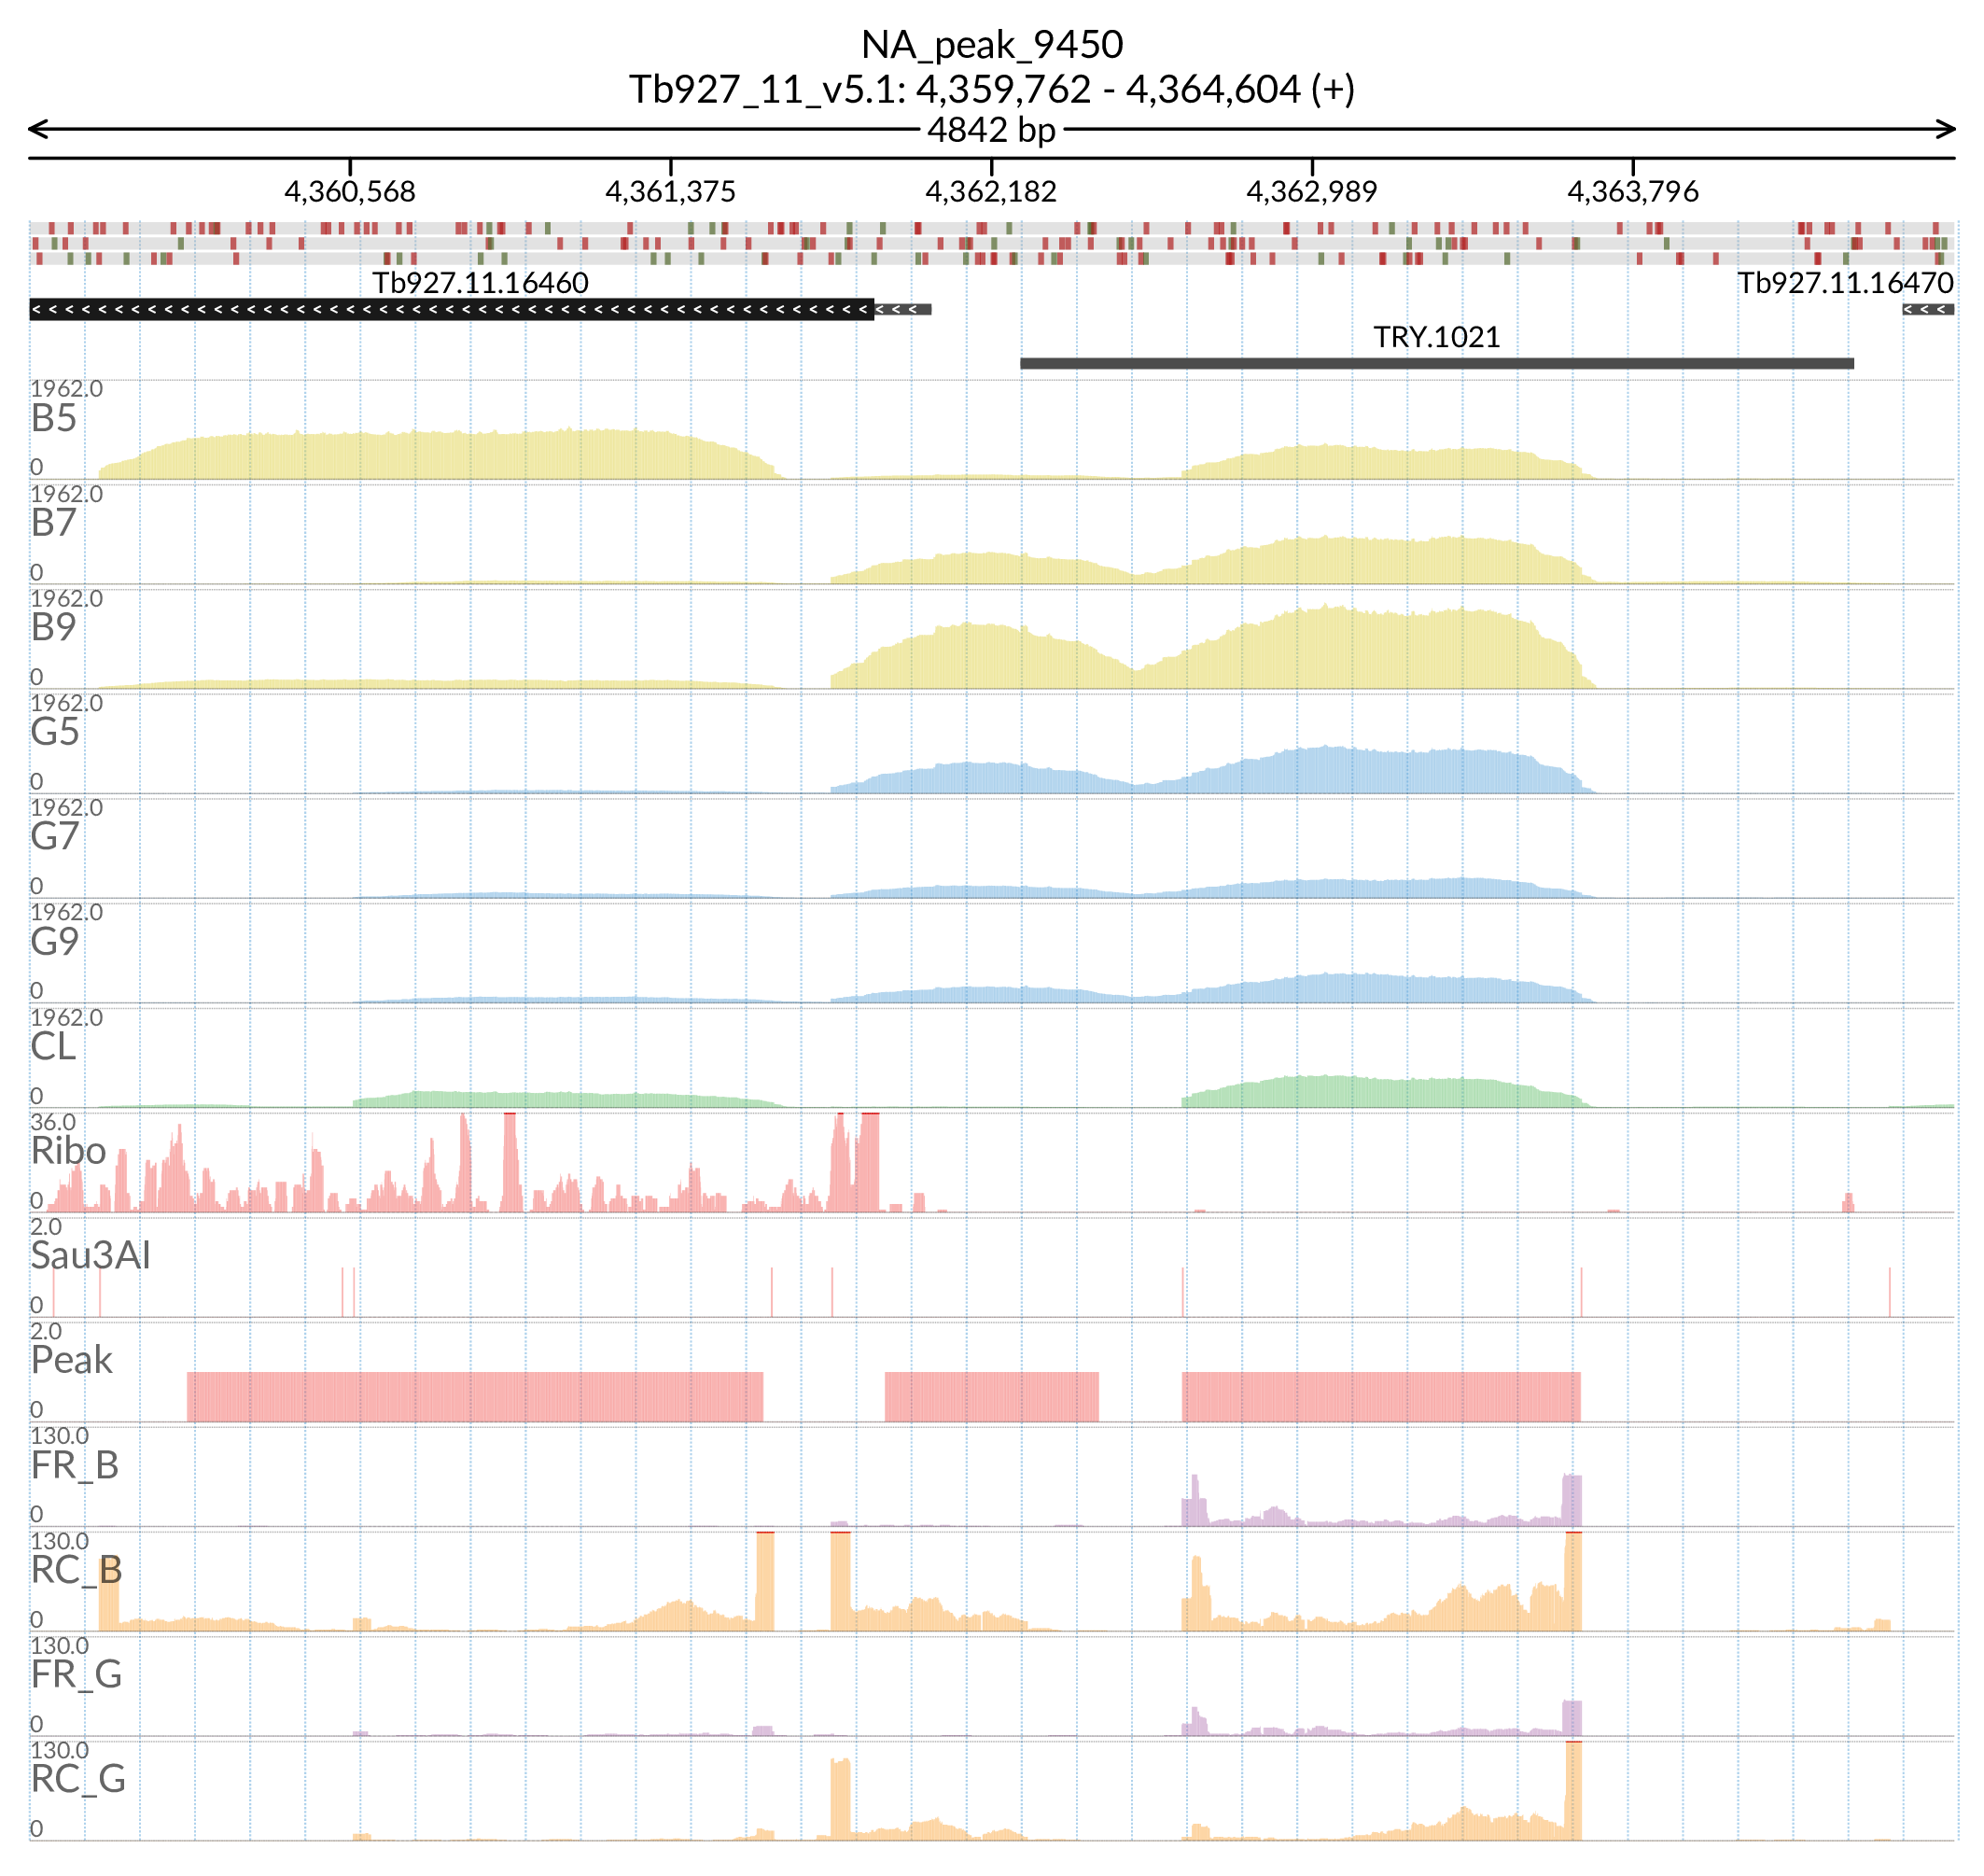 NA_peak_9450
Tb927_11_v5.1: 4,359,762 - 4,364,604 (+)
4842 bp
4,360,568 4,361,375 4,362,182 4,362,989 4,363,796
Tb927.11.16460 Tb927.11.16470
TRY.1021
1962.0
B5
0
1962.0
B7
0
1962.0
B9
0
1962.0
G5
0
1962.0
G7
0
1962.0
G9
0
1962.0
CL
0
36.0
Ribo
0
2.0
Sau3AI
0
2.0
Peak
0
130.0
FR_B
0
130.0
RC_B
0
130.0
FR_G
0
130.0
RC_G
0